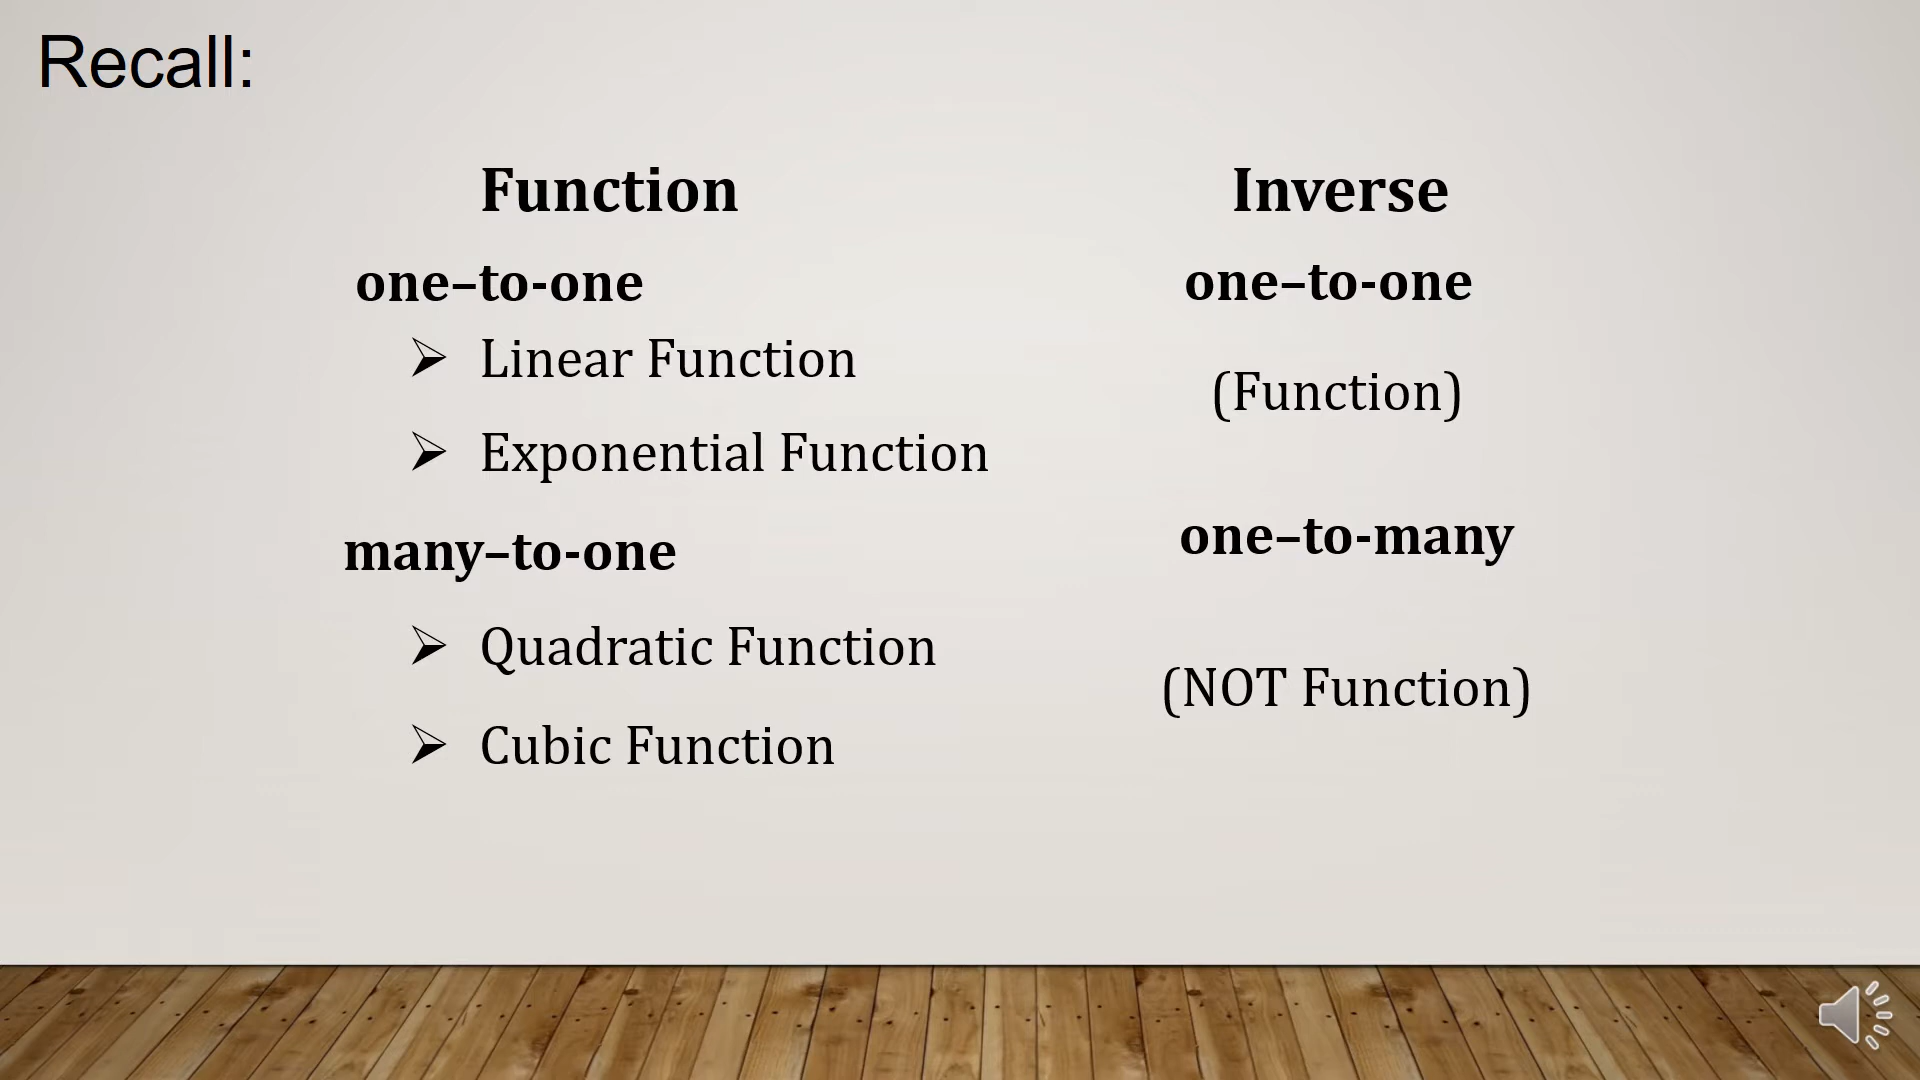 Recall:
Function
one–to-one
➢ Linear Function
➢ Exponential Function
many–to-one
➢ Quadratic Function
➢ Cubic Function
Inverse
one–to-one
(Function)
one–to-many
(NOT Function)